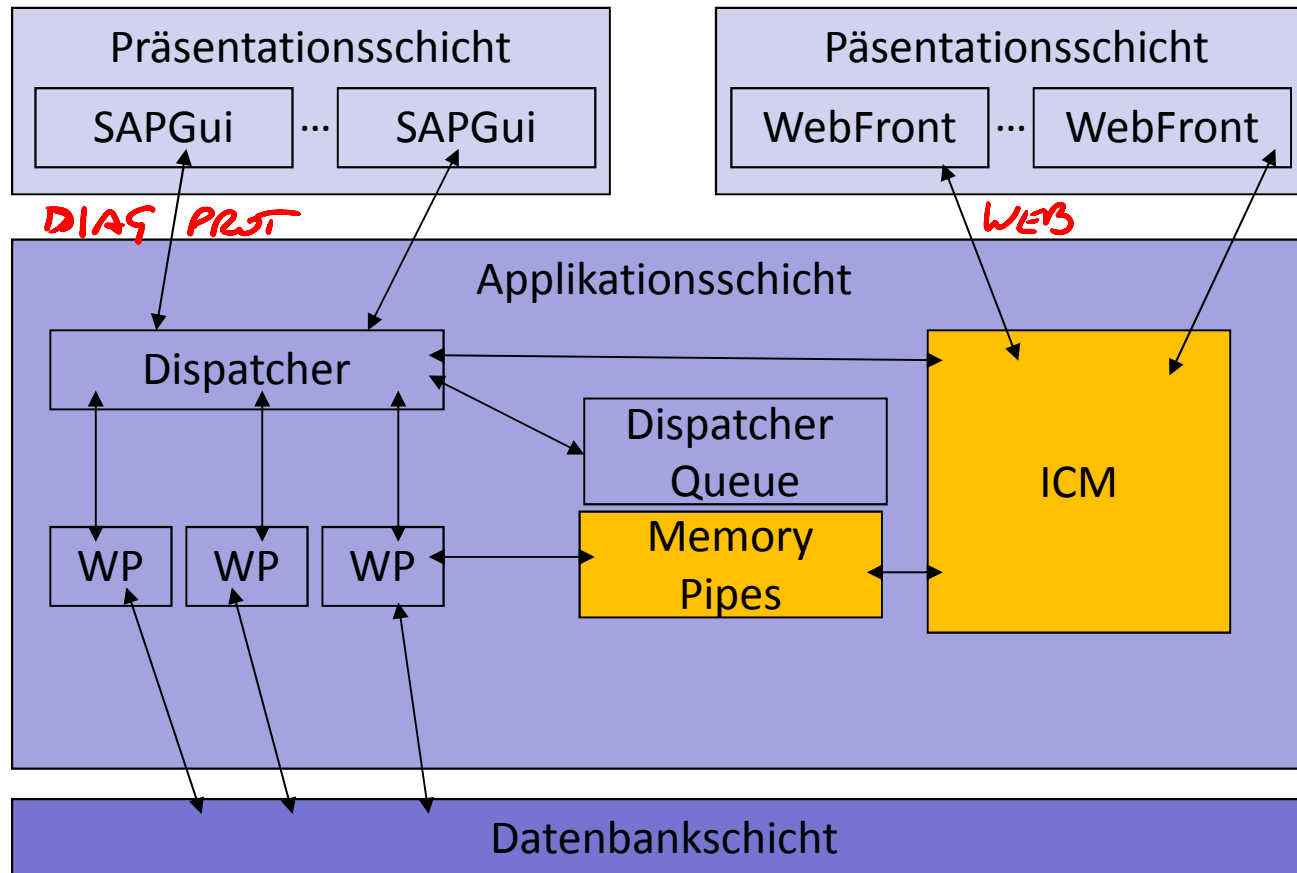 Präsentationsschicht
SAPGui ... SAPGui
Päsentationsschicht
WebFront ... WebFront
DIAG PROT
WEB
Applikationsschicht
Dispatcher
Dispatcher
Queue
ICM
WP
WP
WP
Memory
Pipes
Datenbankschicht